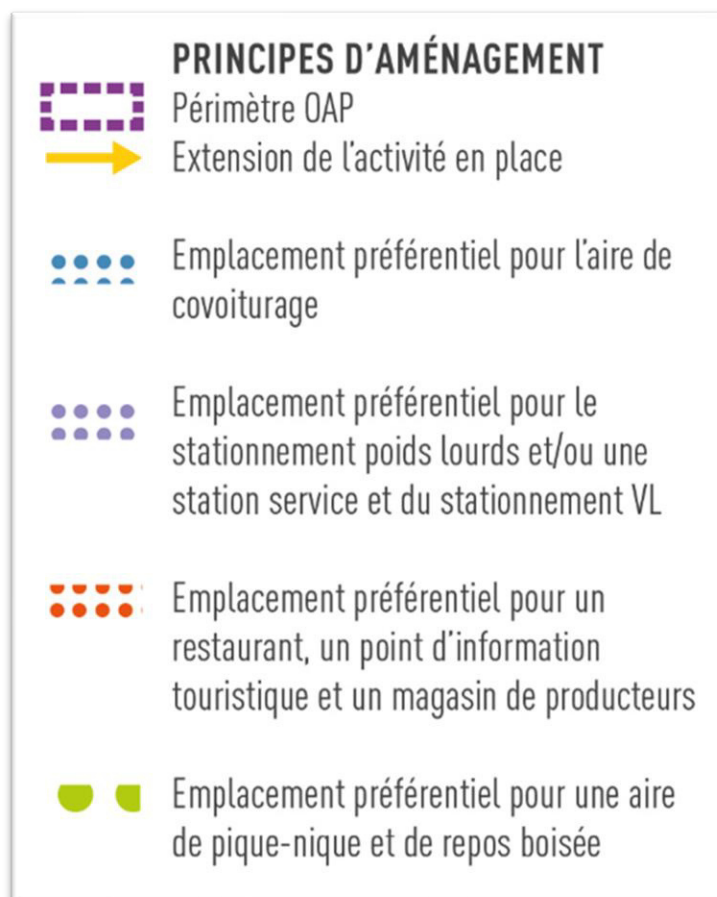 PRINCIPES D'AMÉNAGEMENT
Périmètre OAP
Extension de l'activité en place
Emplacement préférentiel pour l'aire de
covoiturage
Emplacement préférentiel pour le
stationnement poids lourds et/ou une
station service et du stationnement VL
Emplacement préférentiel pour un
restaurant, un point d'information
touristique et un magasin de producteurs
Emplacement préférentiel pour une aire
de pique-nique et de repos boisée